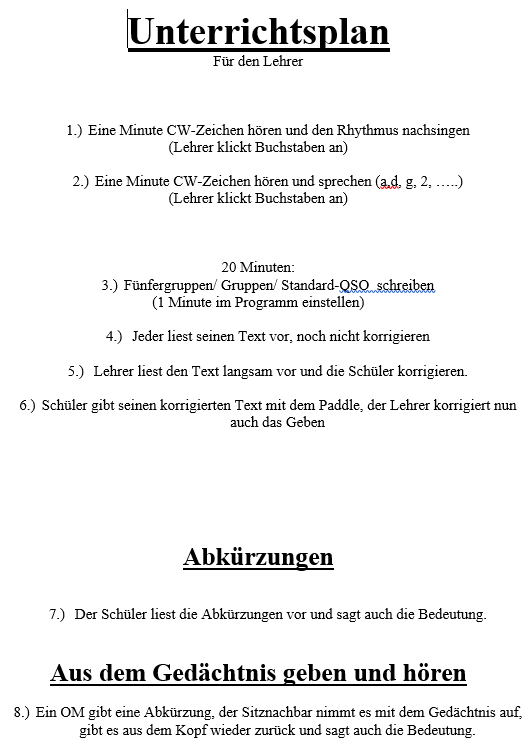 Unterrichtsplan
Für den Lehrer
1.) Eine Minute CW-Zeichen hören und den Rhythmus nachsingen
(Lehrer klickt Buchstaben an)
2.) Eine Minute CW-Zeichen hören und sprechen (a,d, g, 2, …..)
(Lehrer klickt Buchstaben an)
20 Minuten:
3.) Fünfergruppen/ Gruppen/ Standard-QSO schreiben
(1 Minute im Programm einstellen)
4.) Jeder liest seinen Text vor, noch nicht korrigieren
5.) Lehrer liest den Text langsam vor und die Schüler korrigieren.
6.) Schüler gibt seinen korrigierten Text mit dem Paddle, der Lehrer korrigiert nun
auch das Geben
Abkürzungen
7.) Der Schüler liest die Abkürzungen vor und sagt auch die Bedeutung.
Aus dem Gedächtnis geben und hören
8.) Ein OM gibt eine Abkürzung, der Sitznachbar nimmt es mit dem Gedächtnis auf,
gibt es aus dem Kopf wieder zurück und sagt auch die Bedeutung.